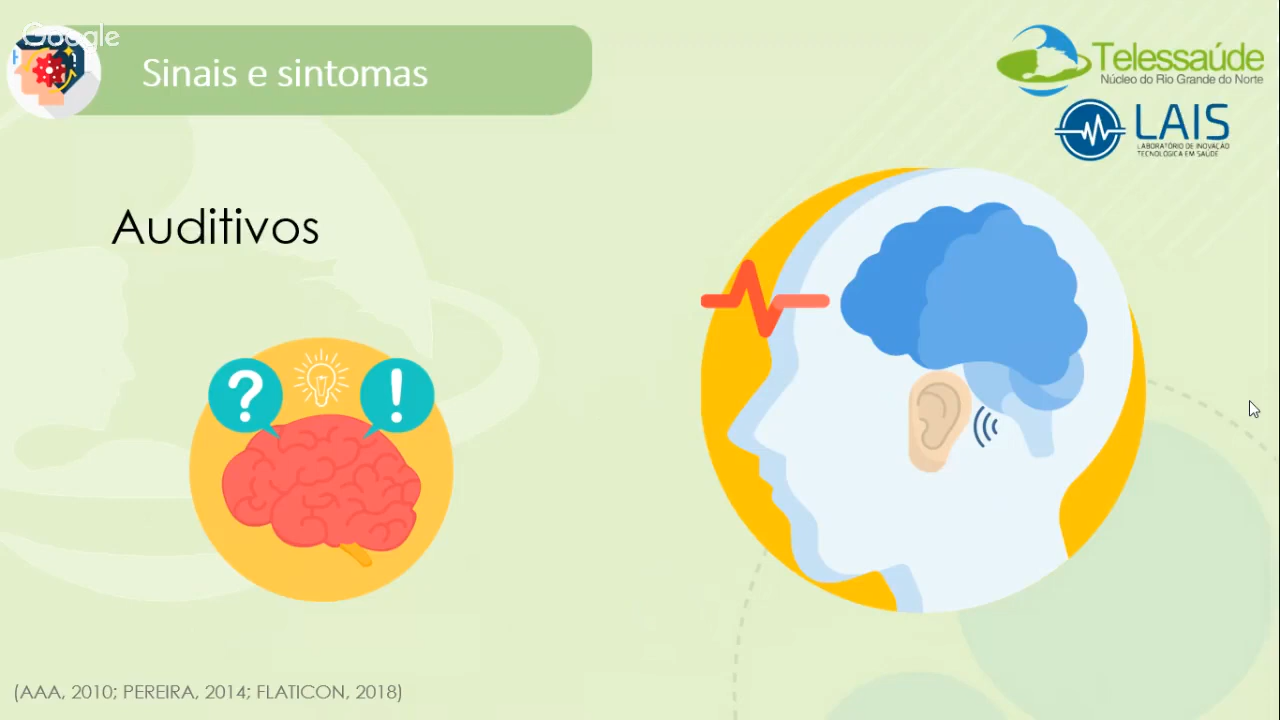 Google
Sinais e sintomas
Telessaúde
Núcleo do Rio Grande do Norte
LAIS
LABORATÓRIO DE INOVAÇÃO
TECNOLÓGICA EM SAÚDE
Auditivos
? !
(AAA, 2010; PEREIRA, 2014; FLATICON, 2018)